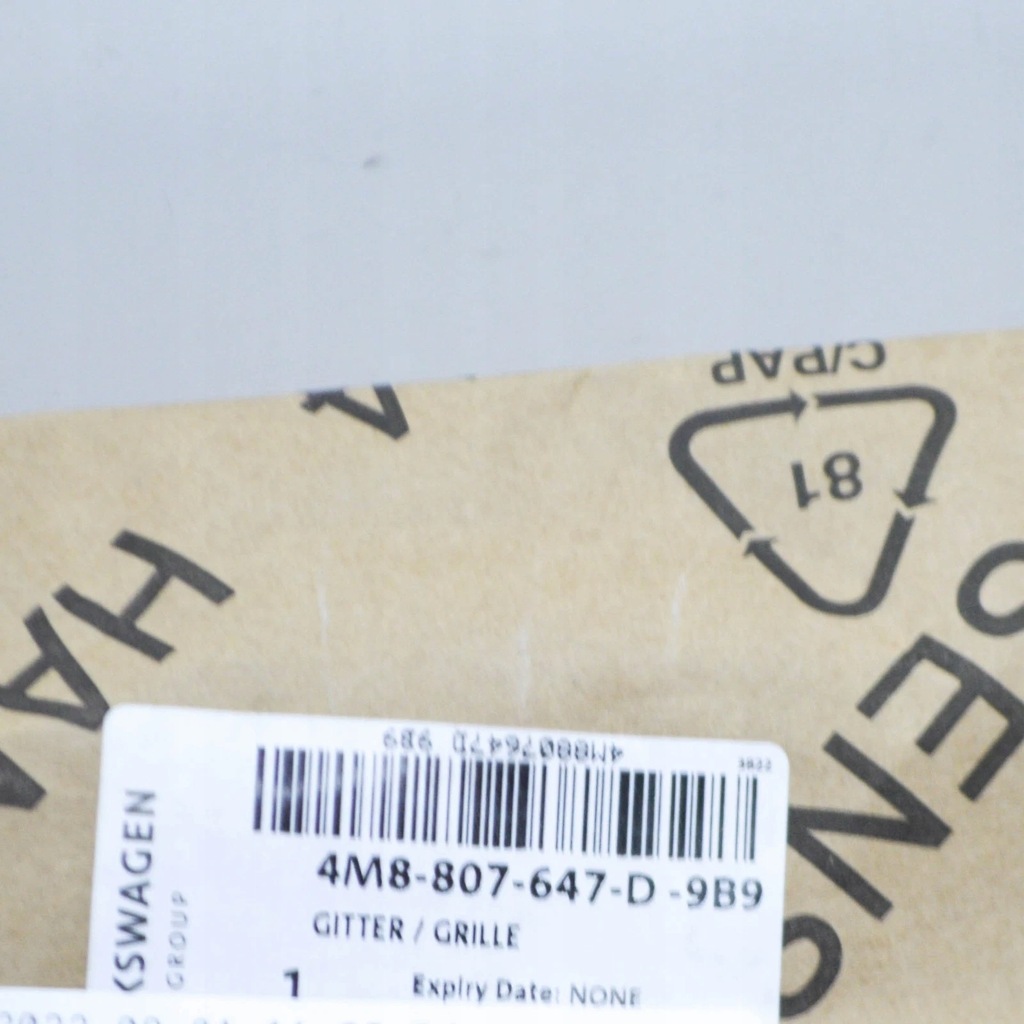 C/PAP
81
4M8807647D 9B9
4M8-807-647-D -9B9
GITTER / GRILLE
1
Expiry Date: NONE
KSWAGEN
GROUP